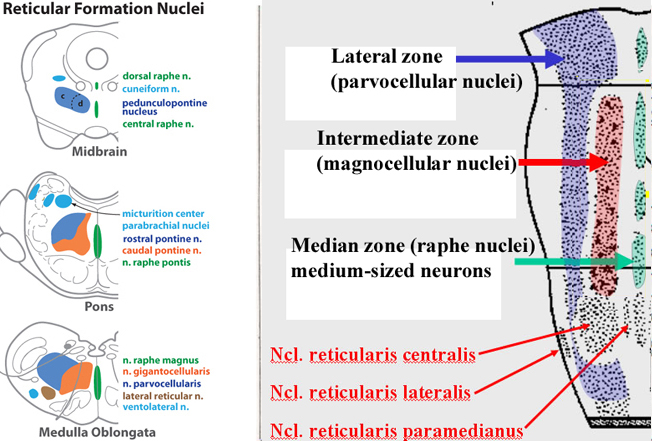 Reticular Formation Nuclei
dorsal raphe n.
cuneiform n.
pedunculopontine
nucleus
central raphe n.
c
d
Midbrain
micturition center
parabrachial nuclei
rostral pontine n.
caudal pontine n.
n. raphe pontis
Pons
n. raphe magnus
n. gigantocellularis
n. parvocellularis
lateral reticular n.
ventolateral n.
Medulla Oblongata
Lateral zone
(parvocellular nuclei)
Intermediate zone
(magnocellular nuclei)
Median zone (raphe nuclei)
medium-sized neurons
Ncl. reticularis centralis
Ncl. reticularis lateralis
Ncl. reticularis paramedianus